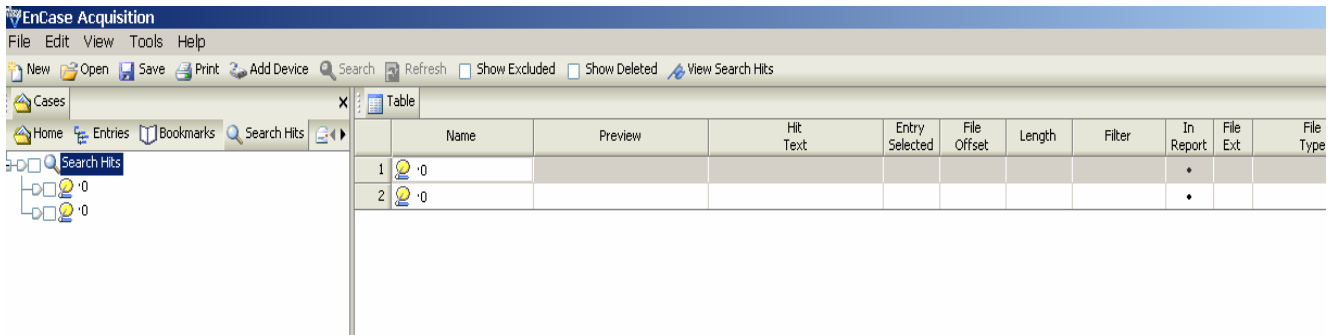 EnCase Acquisition
File Edit View Tools Help
New Open Save Print Add Device Search Refresh Show Excluded Show Deleted View Search Hits
Cases x Table
Home Entries Bookmarks Search Hits
Name Preview Hit Text Entry Selected File Offset Length Filter In Report File Ext File Type
Search Hits
1 ·0 •
·0
2 ·0 •
·0